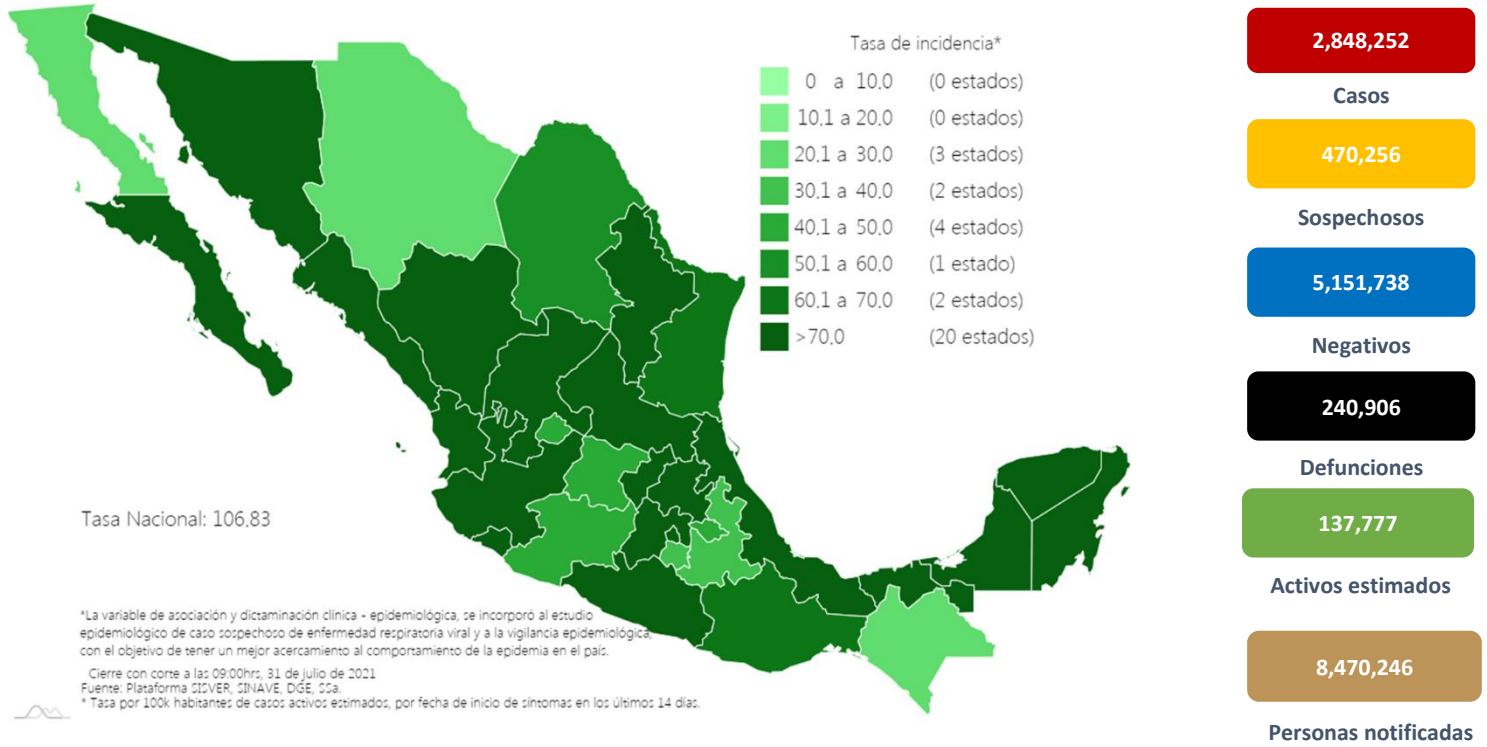 Tasa de incidencia*
0 a 10.0 (0 estados)
10.1 a 20.0 (0 estados)
20.1 a 30.0 (3 estados)
30.1 a 40.0 (2 estados)
40.1 a 50.0 (4 estados)
50.1 a 60.0 (1 estado)
60.1 a 70.0 (2 estados)
>70.0 (20 estados)
Tasa Nacional: 106.83
*La variable de asociación y dictaminación clínica - epidemiológica, se incorporó al estudio
epidemiológico de caso sospechoso de enfermedad respiratoria viral y a la vigilancia epidemiológica,
con el objetivo de tener un mejor acercamiento al comportamiento de la epidemia en el país.
Cierre con corte a las 09:00hrs, 31 de julio de 2021
Fuente: Plataforma SISVER, SINAVE, DGE, SSa.
* Tasa por 100k habitantes de casos activos estimados, por fecha de inicio de síntomas en los últimos 14 días.
2,848,252
Casos
470,256
Sospechosos
5,151,738
Negativos
240,906
Defunciones
137,777
Activos estimados
8,470,246
Personas notificadas